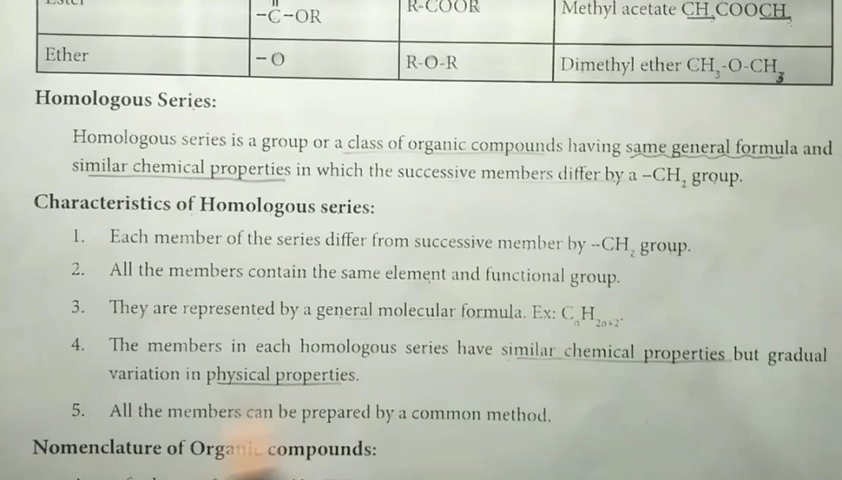 -C-OR R-COOR Methyl acetate CH₃COOCH₃
Ether - O R-O-R Dimethyl ether CH₃-O-CH₃
Homologous Series:
Homologous series is a group or a class of organic compounds having same general formula and
similar chemical properties in which the successive members differ by a –CH₂ group.
Characteristics of Homologous series:
1. Each member of the series differ from successive member by --CH₂ group.
2. All the members contain the same element and functional group.
3. They are represented by a general molecular formula. Ex: CₙH₂ₙ₊₂.
4. The members in each homologous series have similar chemical properties but gradual
variation in physical properties.
5. All the members can be prepared by a common method.
Nomenclature of Organic compounds: